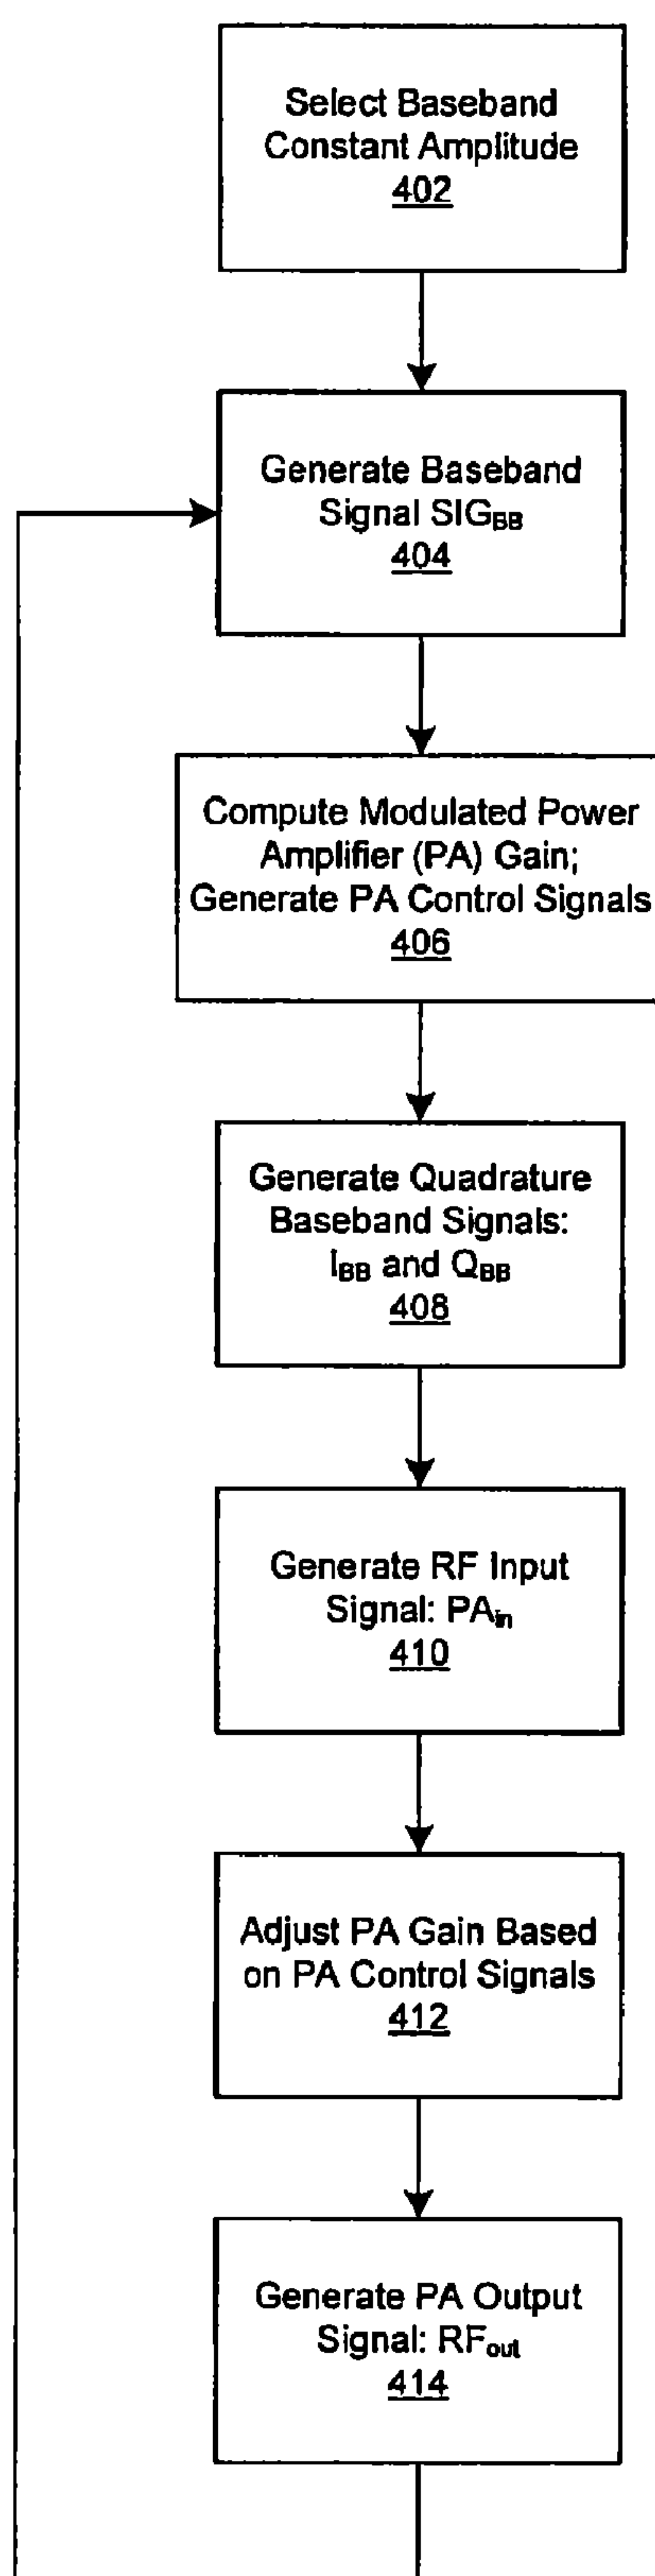 Select Baseband
Constant Amplitude
402
Generate Baseband
Signal SIGBB
404
Compute Modulated Power
Amplifier (PA) Gain;
Generate PA Control Signals
406
Generate Quadrature
Baseband Signals:
IBB and QBB
408
Generate RF Input
Signal: PAin
410
Adjust PA Gain Based
on PA Control Signals
412
Generate PA Output
Signal: RFout
414